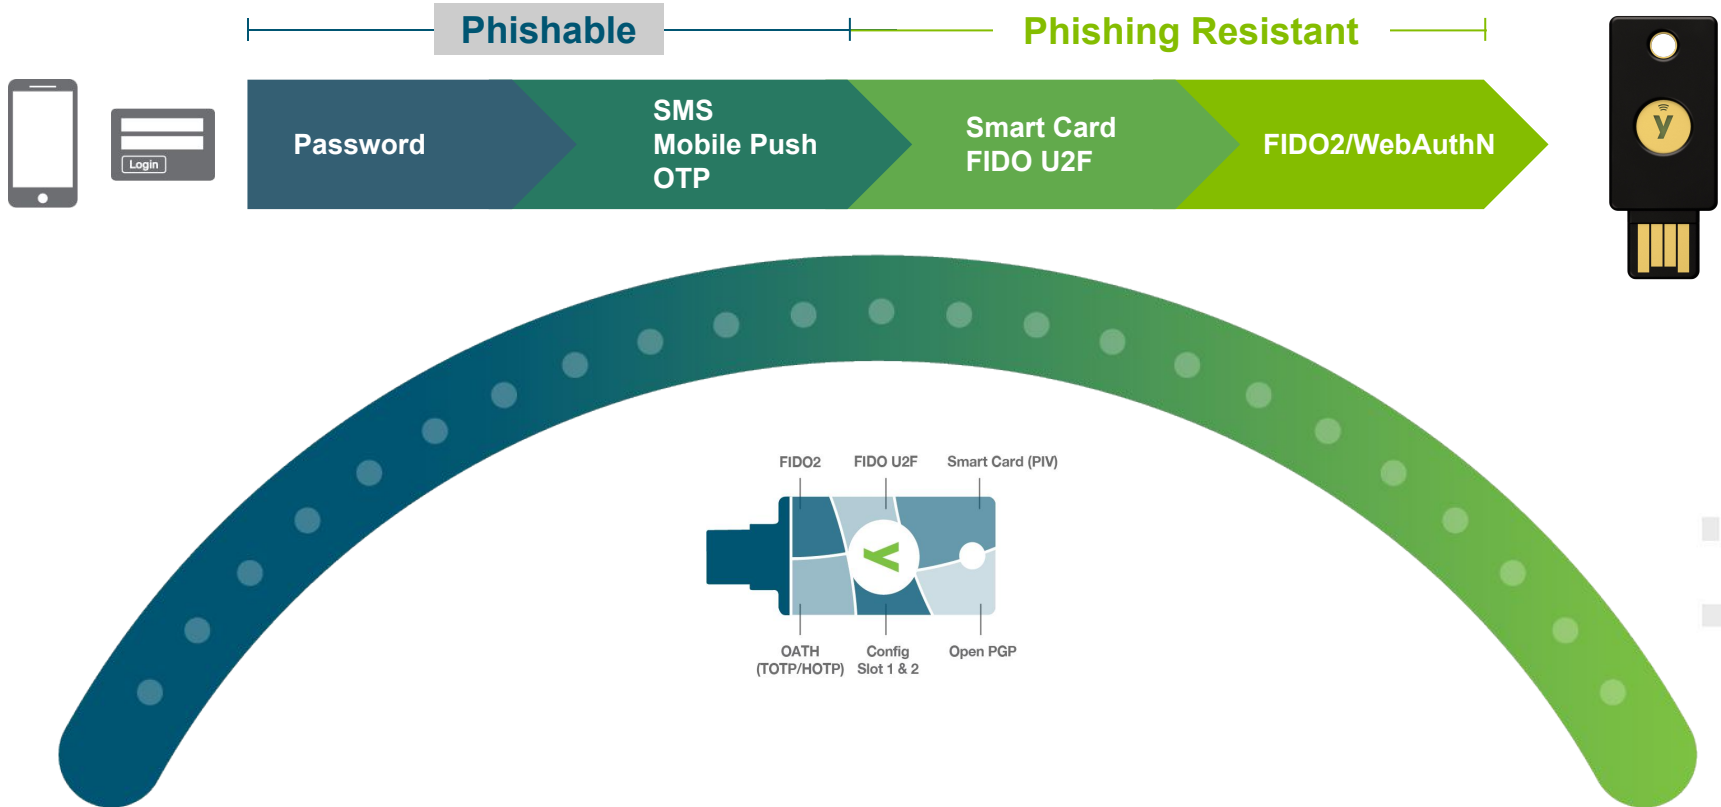 Phishable
Phishing Resistant
Login
Password
SMS
Mobile Push
OTP
Smart Card
FIDO U2F
FIDO2/WebAuthN
y
FIDO2
FIDO U2F
Smart Card (PIV)
y
OATH
(TOTP/HOTP)
Config
Slot 1 & 2
Open PGP